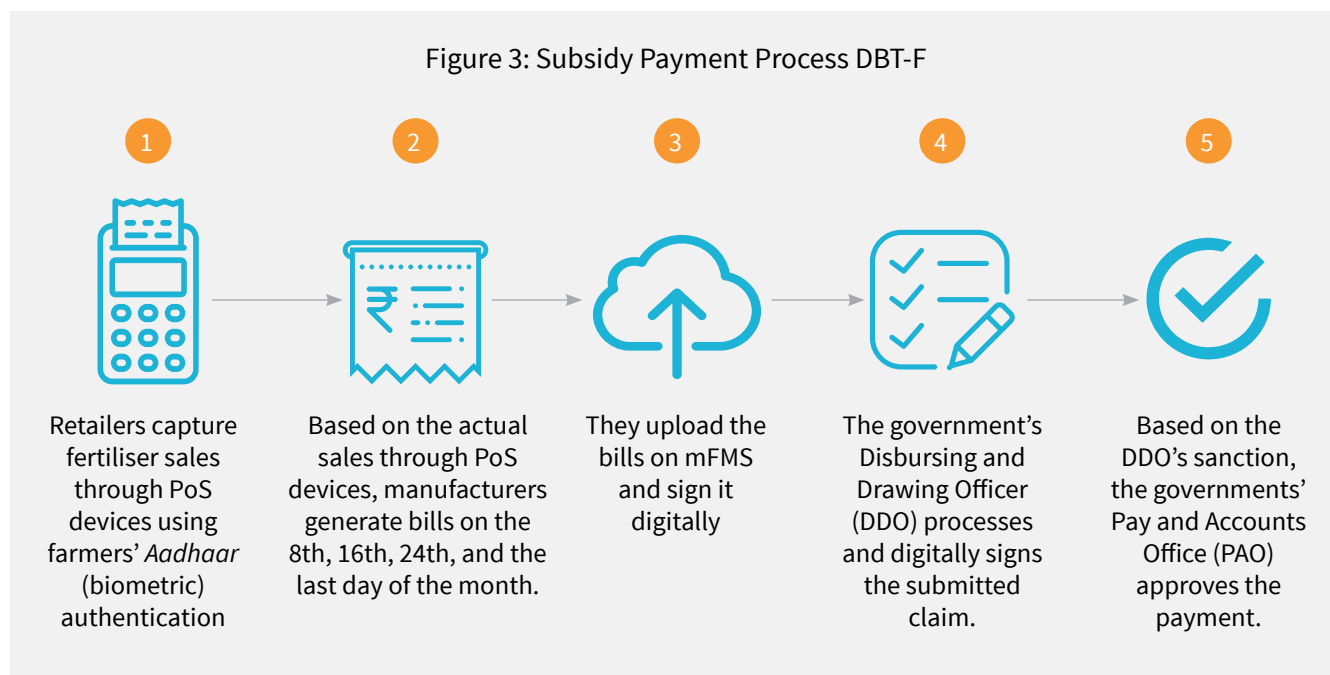 Figure 3: Subsidy Payment Process DBT-F
1
Retailers capture
fertiliser sales
through PoS
devices using
farmers’ Aadhaar
(biometric)
authentication
2
₹
Based on the actual
sales through PoS
devices, manufacturers
generate bills on the
8th, 16th, 24th, and the
last day of the month.
3
They upload the
bills on mFMS
and sign it
digitally
4
The government’s
Disbursing and
Drawing Officer
(DDO) processes
and digitally signs
the submitted
claim.
5
Based on the
DDO’s sanction,
the governments’
Pay and Accounts
Office (PAO)
approves the
payment.